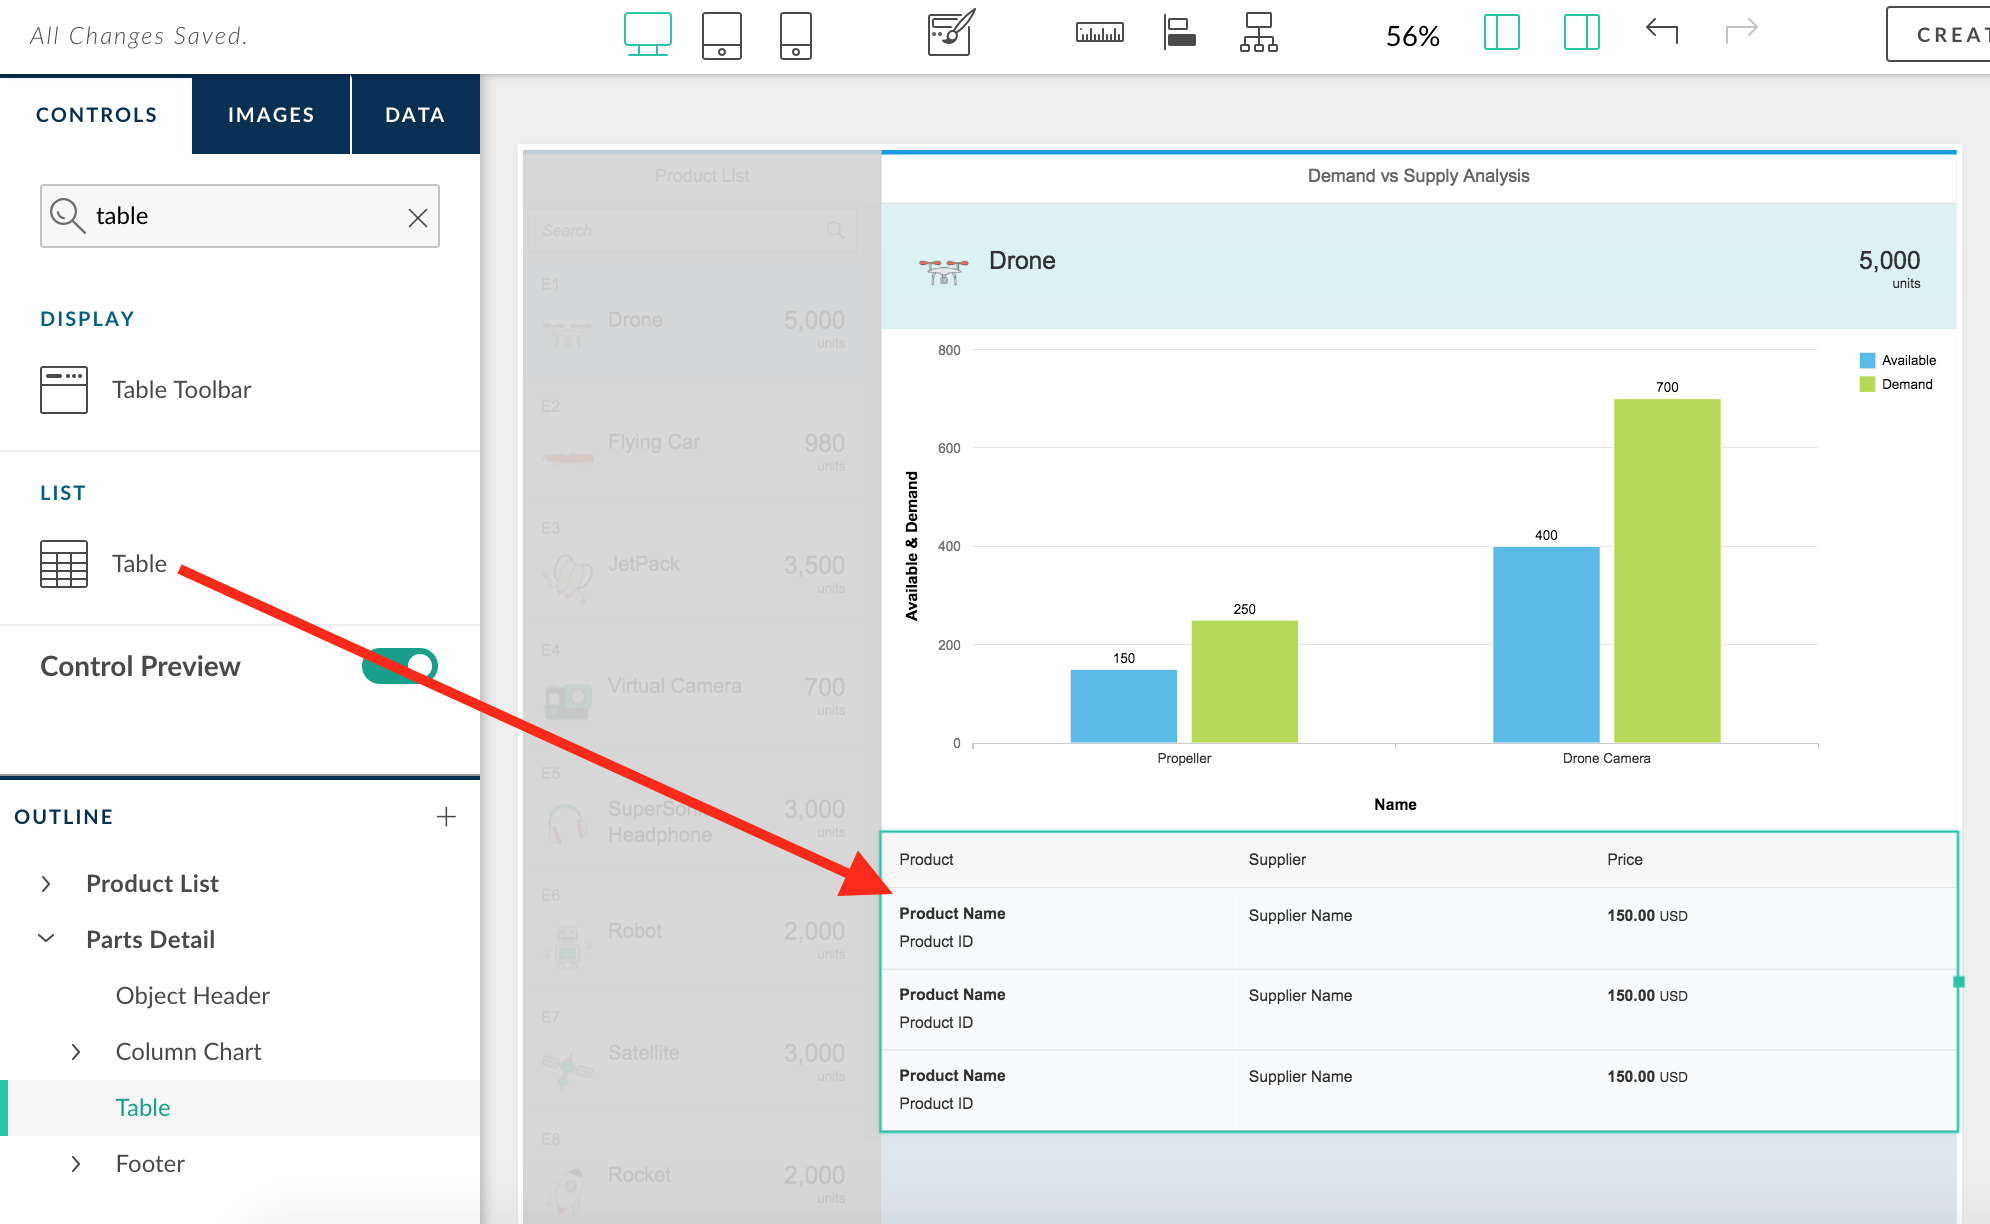 All Changes Saved.
56%
CREAT
CONTROLS
IMAGES
DATA
table
DISPLAY
Table Toolbar
LIST
Table
Control Preview
OUTLINE
Product List
Parts Detail
Object Header
Column Chart
Table
Footer
Product List
Search
E1
Drone
5,000
units
E2
Flying Car
980
units
E3
JetPack
3,500
units
E4
Virtual Camera
700
units
E5
SuperSoni
Headphone
3,000
units
E6
Robot
2,000
units
E7
Satellite
3,000
units
E8
Rocket
2,000
units
Demand vs Supply Analysis
Drone
5,000
units
800
600
400
200
0
Available & Demand
150
250
400
700
Propeller
Drone Camera
Name
Available
Demand
Product Supplier Price
Product Name Supplier Name 150.00 USD
Product ID
Product Name Supplier Name 150.00 USD
Product ID
Product Name Supplier Name 150.00 USD
Product ID